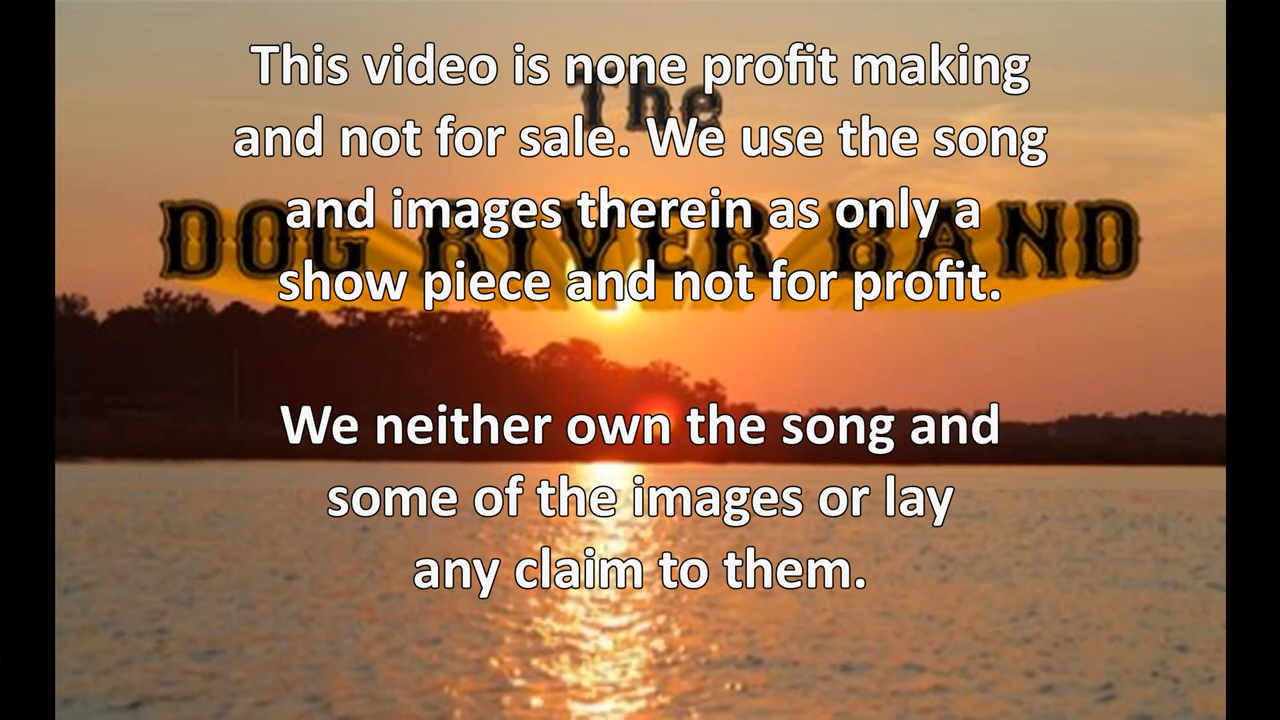 This video is none profit making
and not for sale. We use the song
and images therein as only a
show piece and not for profit.
We neither own the song and
some of the images or lay
any claim to them.
The
DOG RIVER BAND